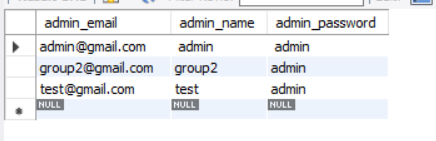 admin_email admin_name admin_password
admin@gmail.com admin admin
group2@gmail.com group2 admin
test@gmail.com test admin
NULL NULL NULL